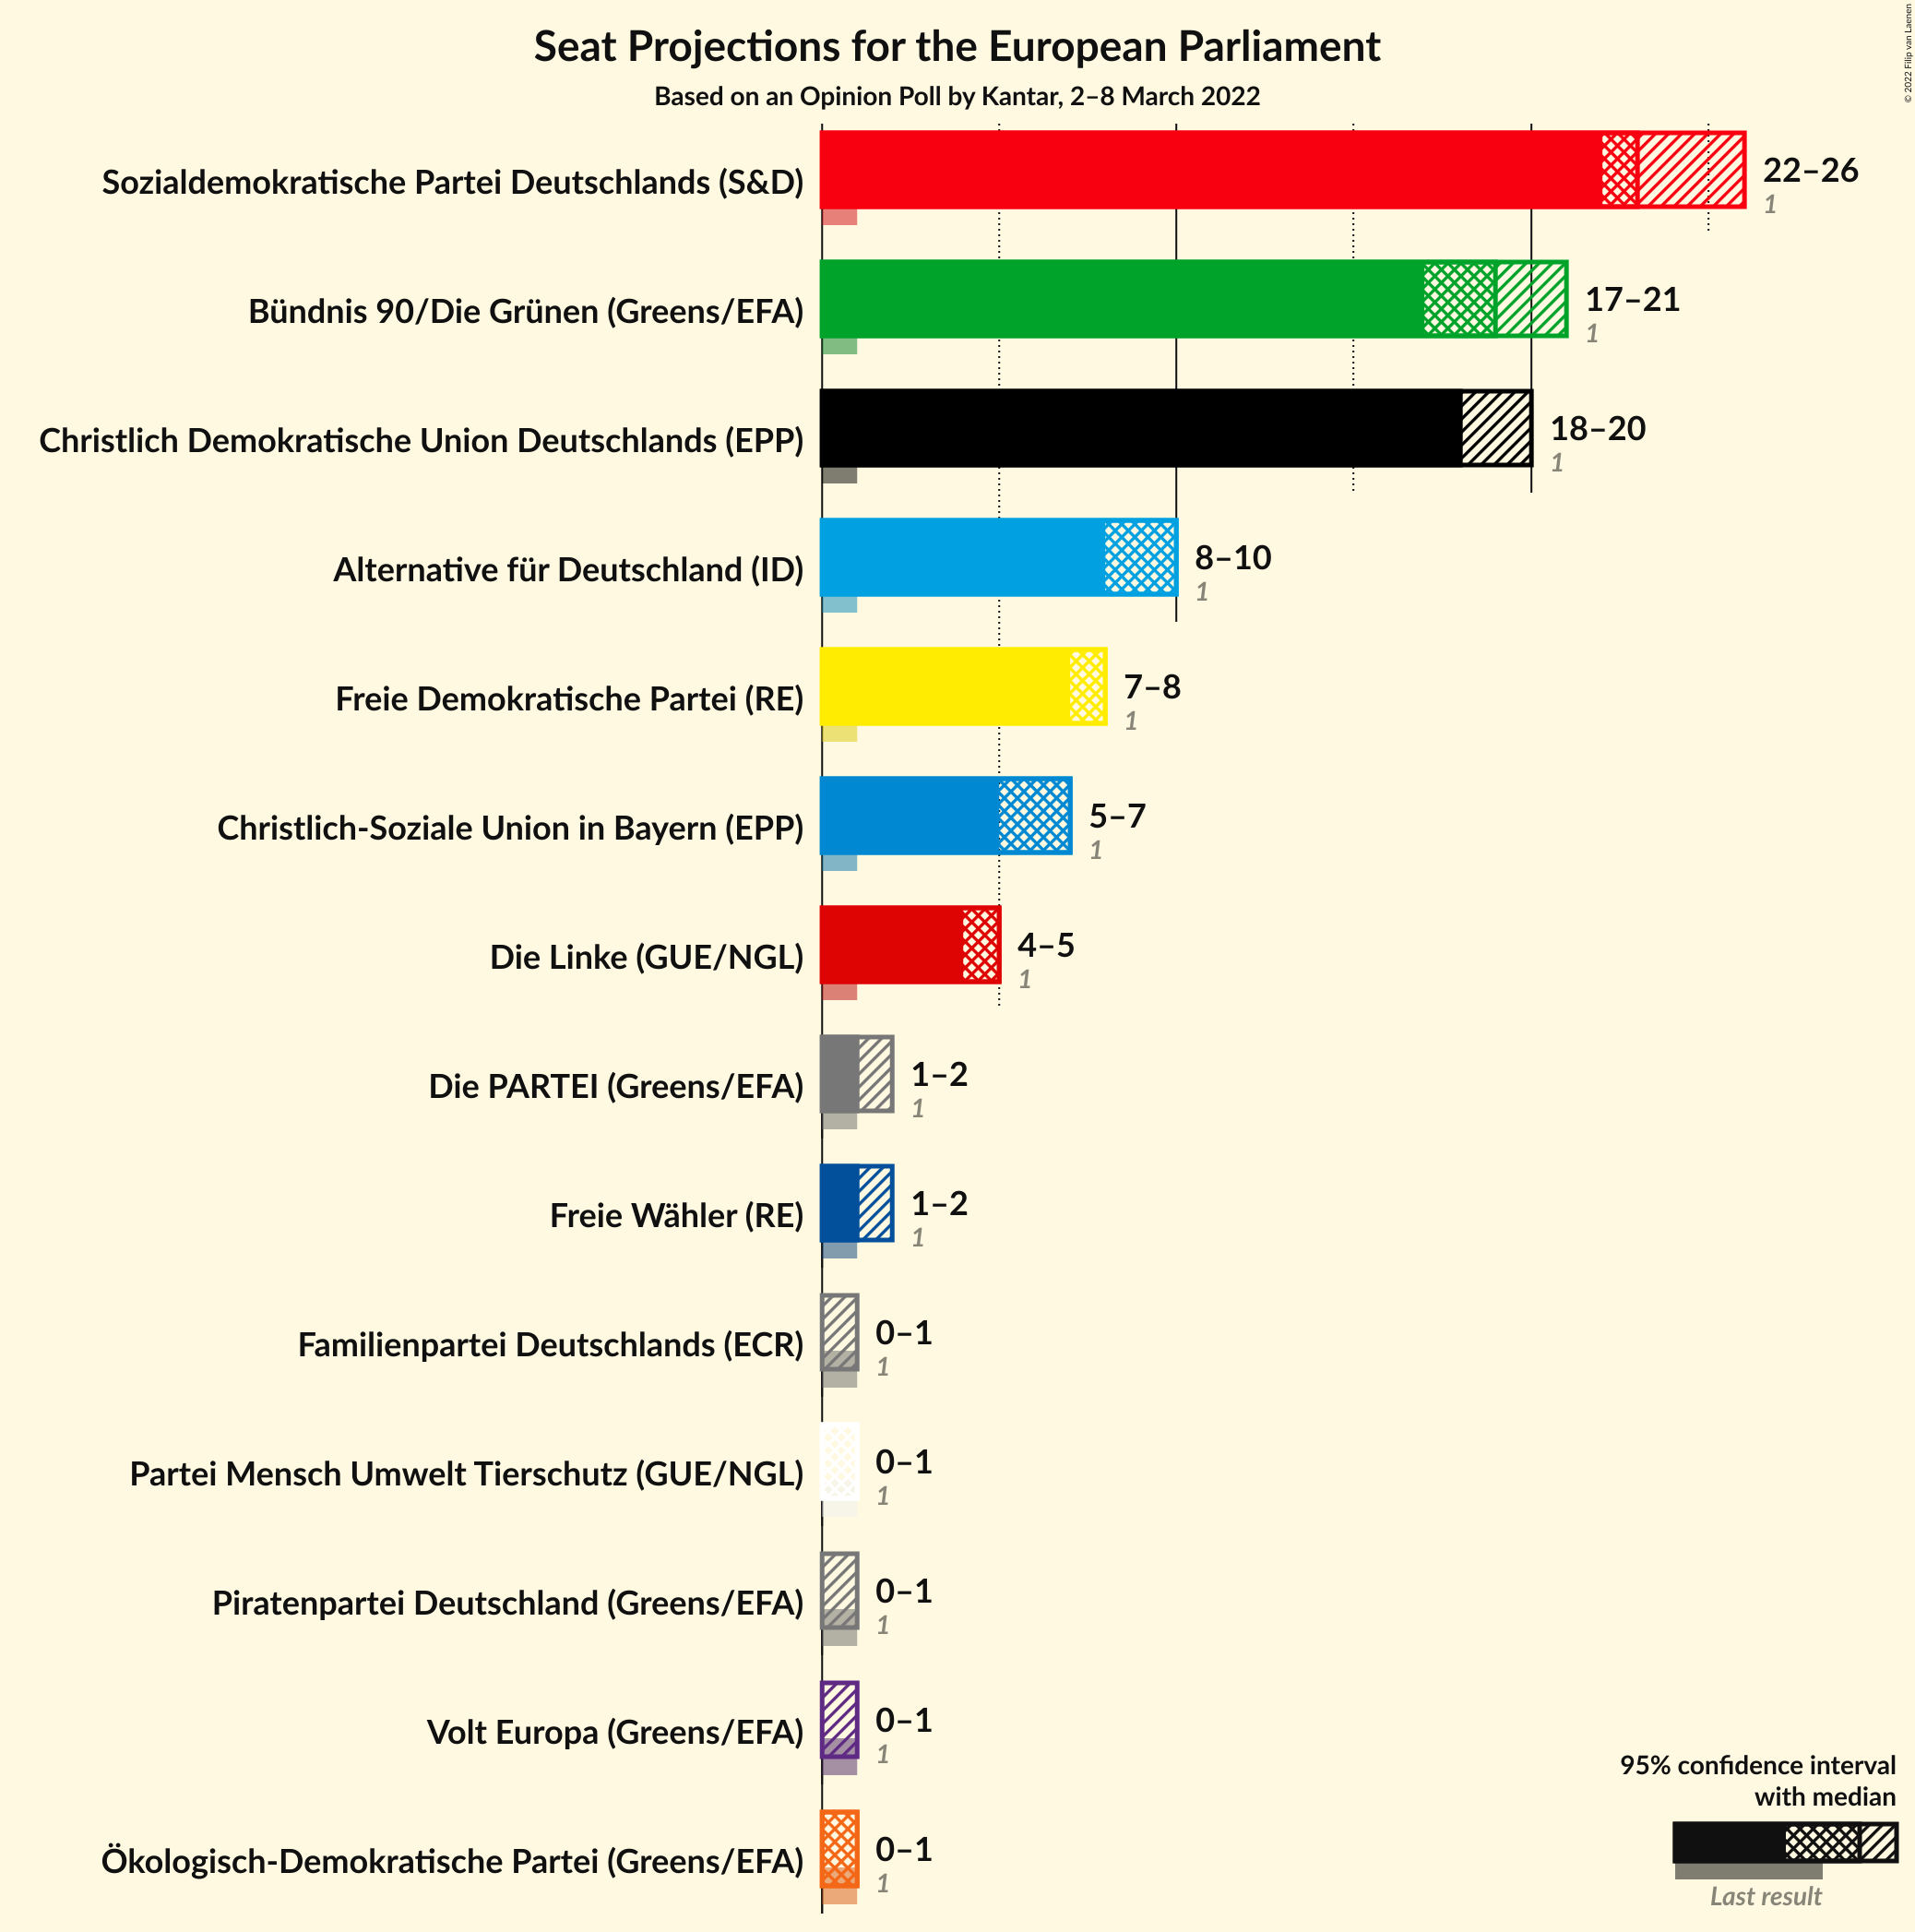 © 2022 Filip van Laenen
Seat Projections for the European Parliament
Based on an Opinion Poll by Kantar, 2–8 March 2022
Sozialdemokratische Partei Deutschlands (S&D)
22–26
1
Bündnis 90/Die Grünen (Greens/EFA)
17–21
1
Christlich Demokratische Union Deutschlands (EPP)
18–20
1
Alternative für Deutschland (ID)
8–10
1
Freie Demokratische Partei (RE)
7–8
1
Christlich-Soziale Union in Bayern (EPP)
5–7
1
Die Linke (GUE/NGL)
4–5
1
Die PARTEI (Greens/EFA)
1–2
1
Freie Wähler (RE)
1–2
1
Familienpartei Deutschlands (ECR)
0–1
1
Partei Mensch Umwelt Tierschutz (GUE/NGL)
0–1
1
Piratenpartei Deutschland (Greens/EFA)
0–1
1
Volt Europa (Greens/EFA)
0–1
1
Ökologisch-Demokratische Partei (Greens/EFA)
0–1
1
95% confidence interval
with median
Last result